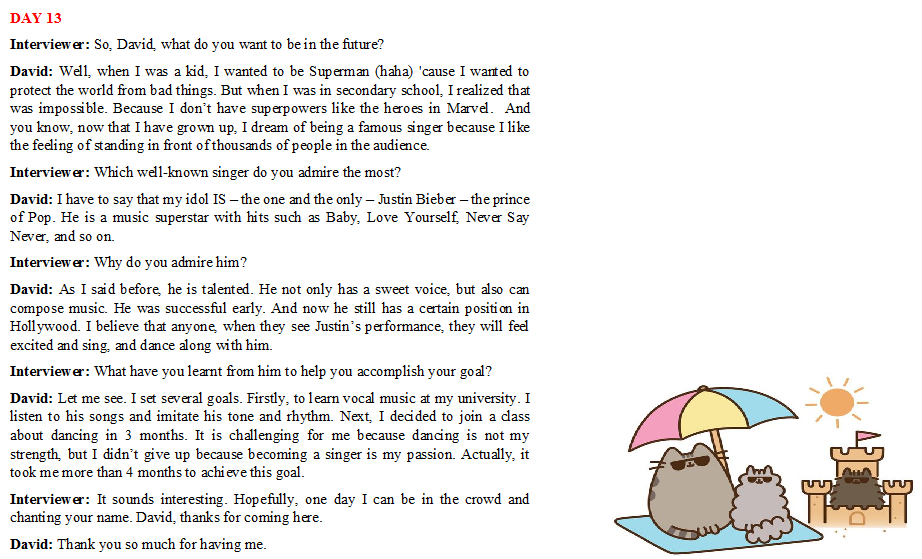 DAY 13
Interviewer: So, David, what do you want to be in the future?
David: Well, when I was a kid, I wanted to be Superman (haha) 'cause I wanted to
protect the world from bad things. But when I was in secondary school, I realized that
was impossible. Because I don't have superpowers like the heroes in Marvel. And
you know, now that I have grown up, I dream of being a famous singer because I like
the feeling of standing in front of thousands of people in the audience.
Interviewer: Which well-known singer do you admire the most?
David: I have to say that my idol IS – the one and the only – Justin Bieber – the prince
of Pop. He is a music superstar with hits such as Baby, Love Yourself, Never Say
Never, and so on.
Interviewer: Why do you admire him?
David: As I said before, he is talented. He not only has a sweet voice, but also can
compose music. He was successful early. And now he still has a certain position in
Hollywood. I believe that anyone, when they see Justin's performance, they will feel
excited and sing, and dance along with him.
Interviewer: What have you learnt from him to help you accomplish your goal?
David: Let me see. I set several goals. Firstly, to learn vocal music at my university. I
listen to his songs and imitate his tone and rhythm. Next, I decided to join a class
about dancing in 3 months. It is challenging for me because dancing is not my
strength, but I didn't give up because becoming a singer is my passion. Actually, it
took me more than 4 months to achieve this goal.
Interviewer: It sounds interesting. Hopefully, one day I can be in the crowd and
chanting your name. David, thanks for coming here.
David: Thank you so much for having me.